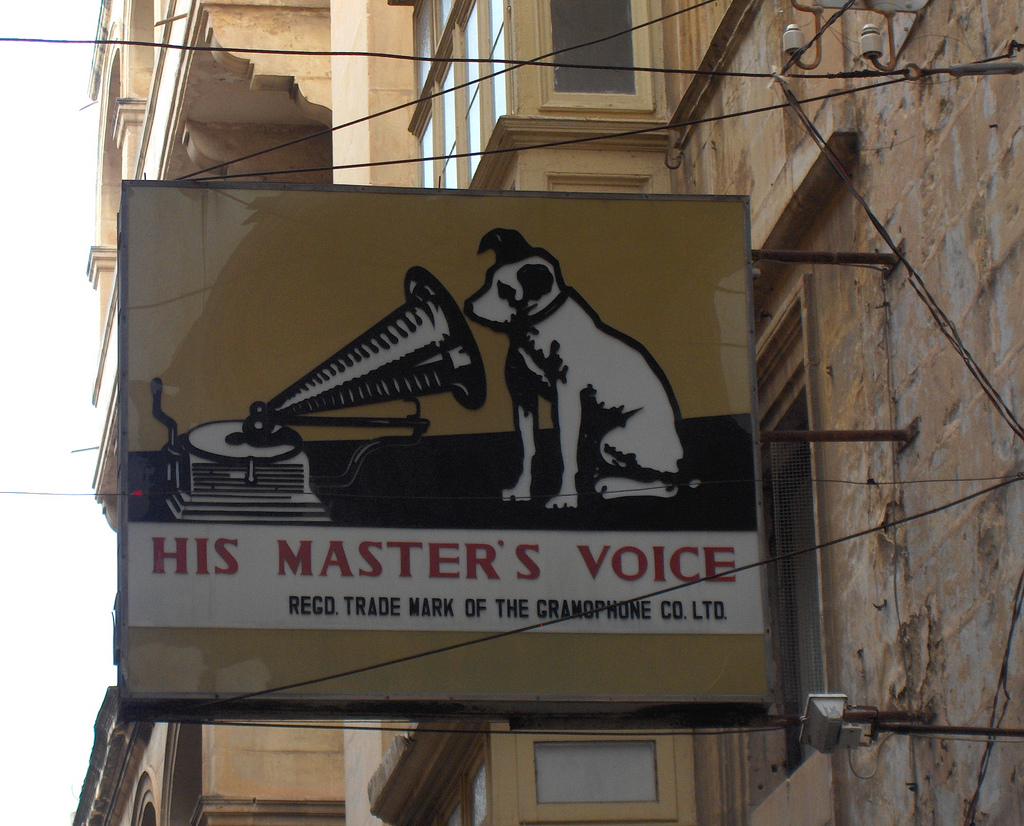 HIS MASTER'S VOICE
REGD. TRADE MARK OF THE GRAMOPHONE CO. LTD.